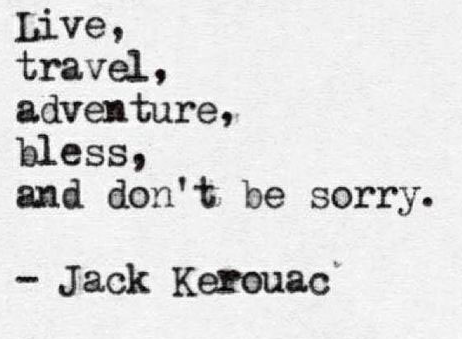 Live,
travel,
adventure,
bless,
and don't be sorry.
- Jack Kerouac